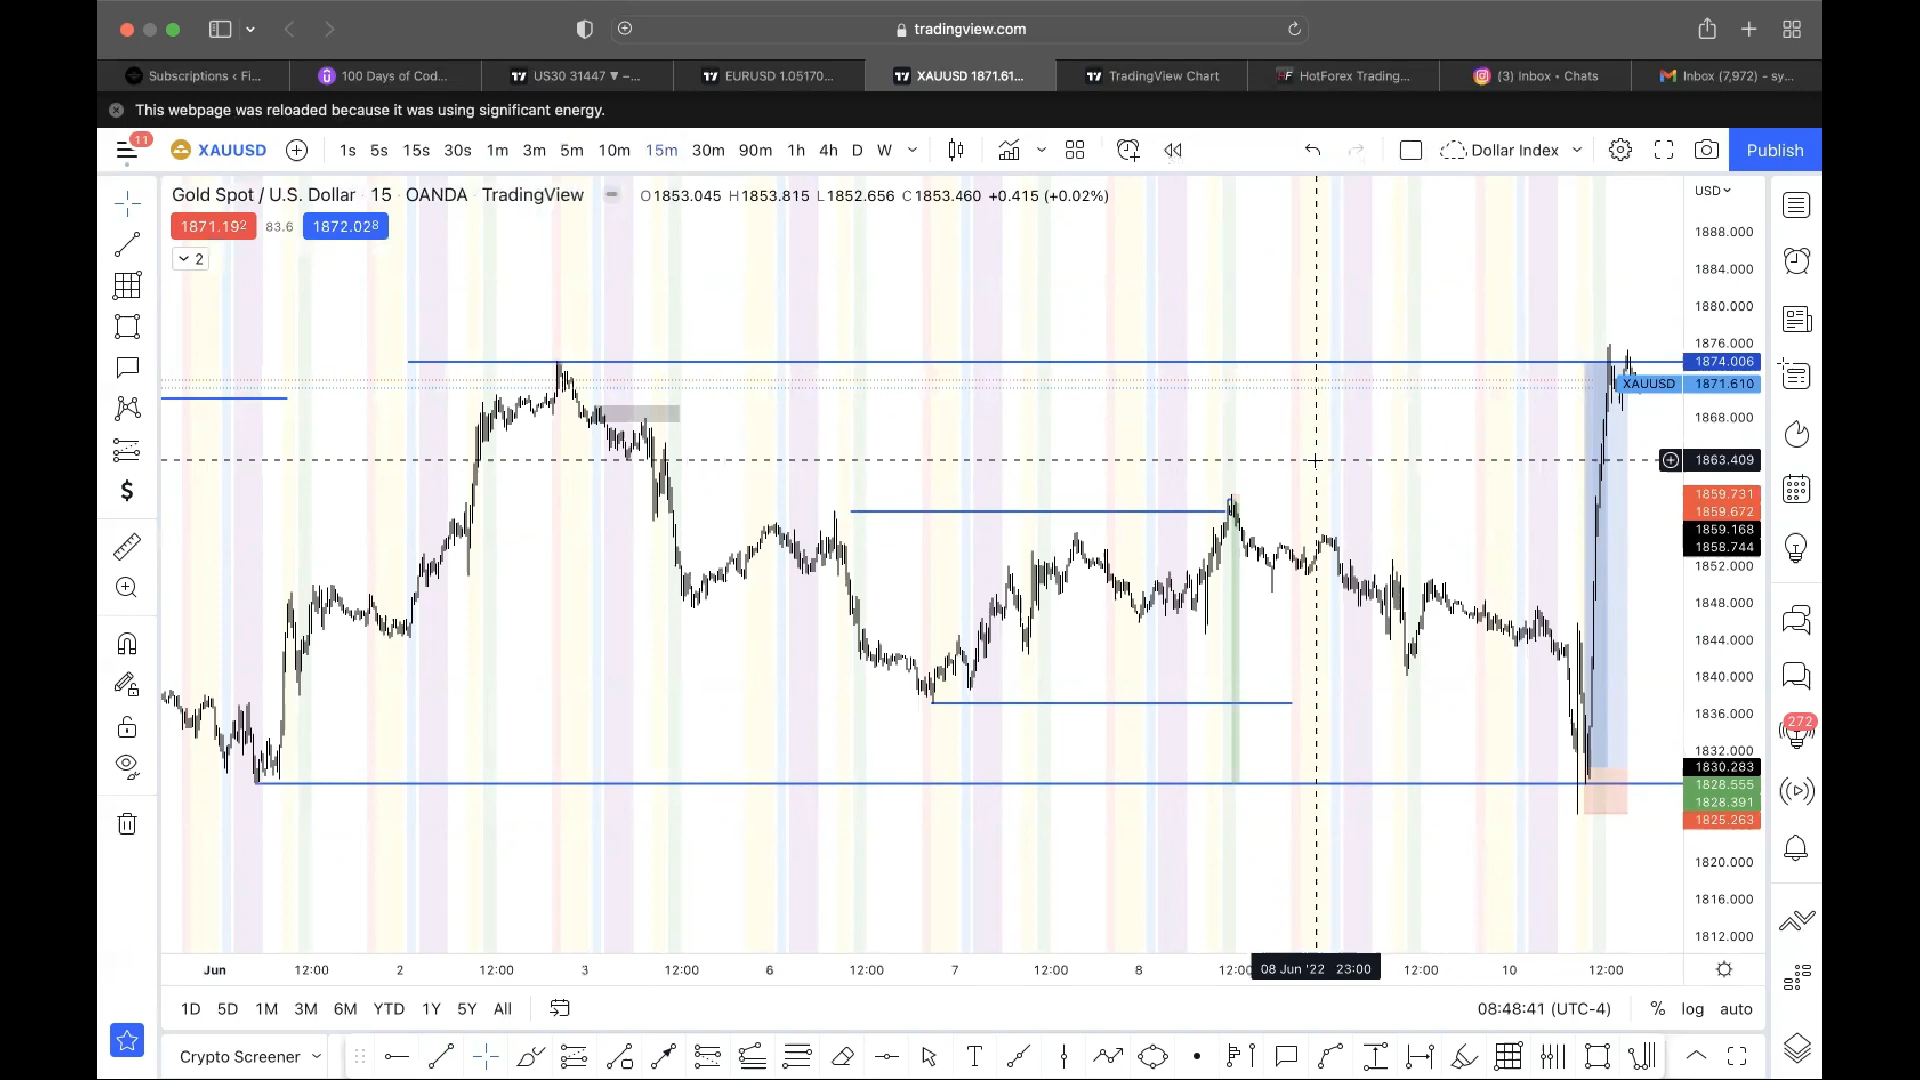 tradingview.com
Subscriptions ‹ Fi...
100 Days of Cod...
US30 31447 ▼ −...
EURUSD 1.05170...
XAUUSD 1871.61...
TradingView Chart
HotForex Trading...
(3) Inbox • Chats
Inbox (7,972) – sy...
This webpage was reloaded because it was using significant energy.
11
XAUUSD
1s 5s 15s 30s 1m 3m 5m 10m 15m 30m 90m 1h 4h D W
Dollar Index
Publish
Gold Spot / U.S. Dollar · 15 · OANDA · TradingView
O1853.045 H1853.815 L1852.656 C1853.460 +0.415 (+0.02%)
USD
1871.192 83.6 1872.028
2
1888.000
1884.000
1880.000
1876.000
1874.006
XAUUSD 1871.610
1868.000
1863.409
1859.731
1859.672
1859.168
1858.744
1852.000
1848.000
1844.000
1840.000
1836.000
272
1832.000
1830.283
1828.555
1828.391
1825.263
1820.000
1816.000
1812.000
Jun 12:00 2 12:00 3 12:00 6 12:00 7 12:00 8 12:00 08 Jun '22 23:00 12:00 10 12:00
1D 5D 1M 3M 6M YTD 1Y 5Y All
08:48:41 (UTC-4) % log auto
Crypto Screener